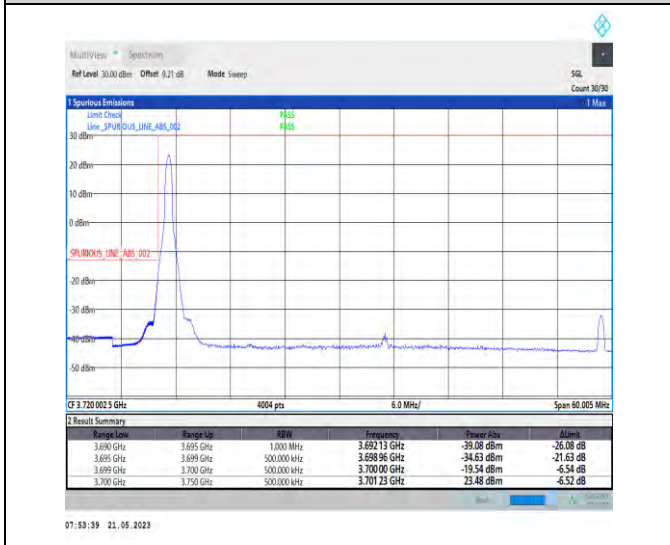 MultiView Spectrum
Ref Level 30.00 dBm Offset 9.21 dB Mode Sweep SGL
Count 30/30
1 Spurious Emissions 1 Max
Limit Check PASS
Line _SPURIOUS_LINE_ABS_002 PASS
30 dBm
20 dBm
10 dBm
0 dBm
_SPURIOUS_LINE_ABS_002
-20 dBm
-30 dBm
-40 dBm
-50 dBm
CF 3.720 002 5 GHz 4004 pts 6.0 MHz/ Span 60.005 MHz
2 Result Summary
Range Low Range Up RBW Frequency Power Abs ΔLimit
3.690 GHz 3.695 GHz 1.000 MHz 3.692 13 GHz -39.08 dBm -26.08 dB
3.695 GHz 3.699 GHz 500.000 kHz 3.698 96 GHz -34.63 dBm -21.63 dB
3.699 GHz 3.700 GHz 500.000 kHz 3.700 00 GHz -19.54 dBm -6.54 dB
3.700 GHz 3.750 GHz 500.000 kHz 3.701 23 GHz 23.48 dBm -6.52 dB
07:53:39 21.05.2023